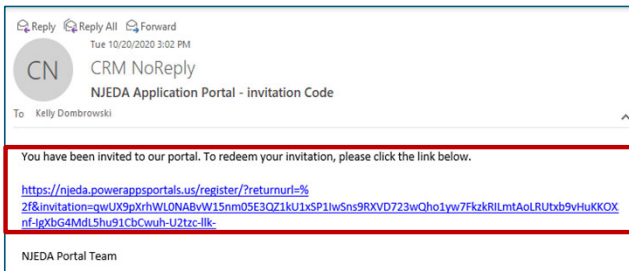 Reply Reply All Forward
Tue 10/20/2020 3:02 PM
CN
CRM NoReply
NJEDA Application Portal - invitation Code
To Kelly Dombrowski
You have been invited to our portal. To redeem your invitation, please click the link below.
https://njeda.powerappsportals.us/register/?returnurl=%
2f&invitation=qwUX9pXrhWL0NABvW15nm05E3QZ1kU1xSP1IwSns9RXVD723wQho1yw7FkzkRILmtAoLRUtxb9vHuKKOX
nf-IgXbG4MdL5hu91CbCwuh-U2tzc-llk-
NJEDA Portal Team